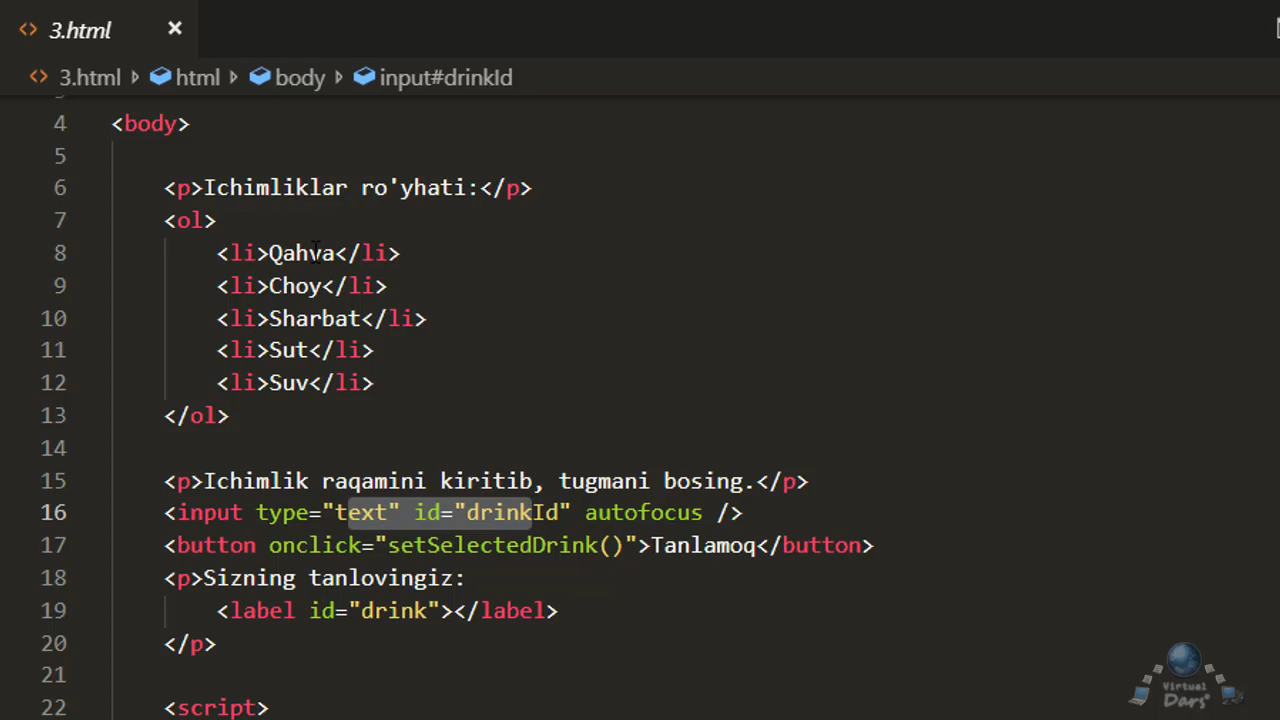 3.html
3.html html body input#drinkId
4 <body>
5
6 <p>Ichimliklar ro'yhati:</p>
7 <ol>
8 <li>Qahva</li>
9 <li>Choy</li>
10 <li>Sharbat</li>
11 <li>Sut</li>
12 <li>Suv</li>
13 </ol>
14
15 <p>Ichimlik raqamini kiritib, tugmani bosing.</p>
16 <input type="text" id="drinkId" autofocus />
17 <button onclick="setSelectedDrink()">Tanlamoq</button>
18 <p>Sizning tanlovingiz:
19 <label id="drink"></label>
20 </p>
21
22 <script>
Virtual
Dars